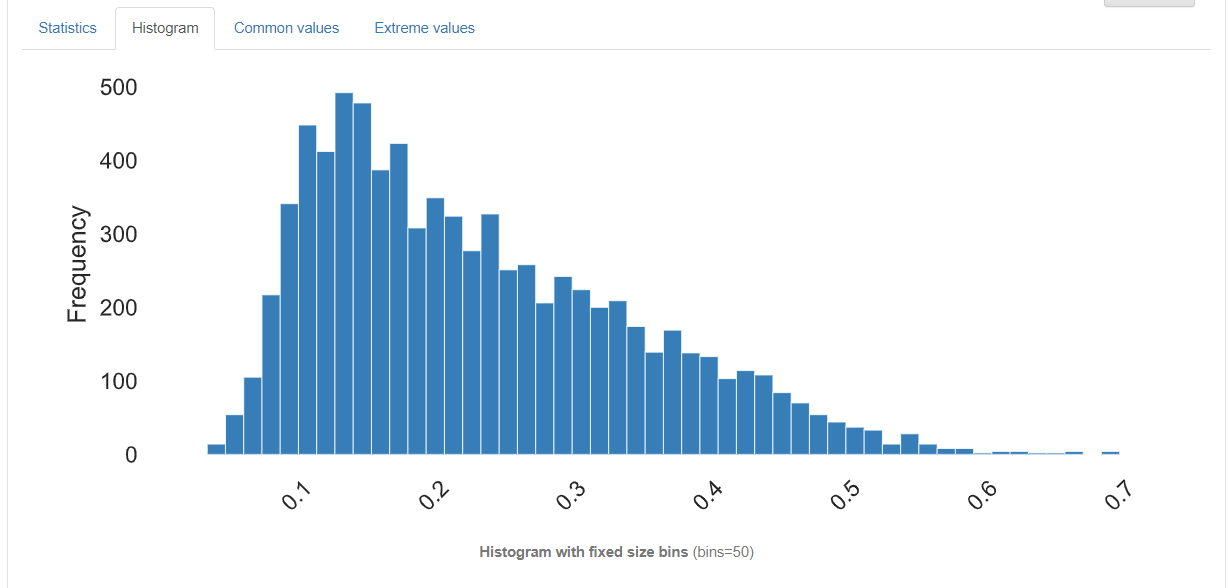 Statistics Histogram Common values Extreme values
500
400
300
200
100
0
Frequency
0.1 0.2 0.3 0.4 0.5 0.6 0.7
Histogram with fixed size bins (bins=50)